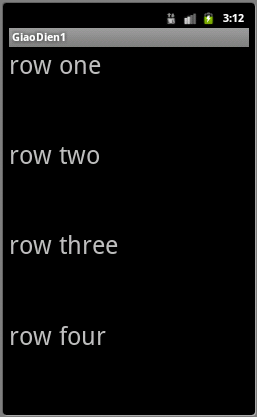 3:12
GiaoDien1
row one
row two
row three
row four